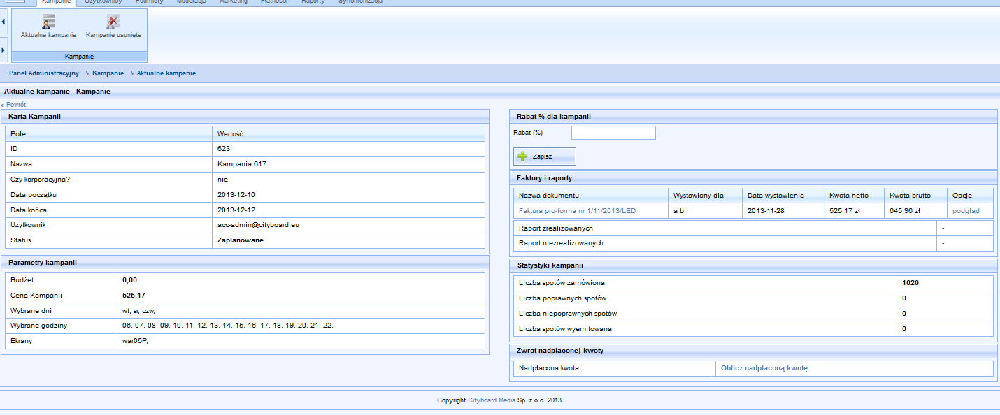 Kampanie Użytkownicy Podmioty Moderacja Marketing Płatności Raporty Synchronizacja
Aktualne kampanie Kampanie usunięte
Kampanie
Panel Administracyjny > Kampanie > Aktualne kampanie
Aktualne kampanie - Kampanie
« Powrót
Karta Kampanii
Pole Wartość
ID 623
Nazwa Kampania 617
Czy korporacyjna? nie
Data początku 2013-12-10
Data końca 2013-12-12
Użytkownik acc-admin@cityboard.eu
Status Zaplanowane
Parametry kampanii
Budżet 0,00
Cena Kampanii 525,17
Wybrane dni wt, sr, czw,
Wybrane godziny 06, 07, 08, 09, 10, 11, 12, 13, 14, 15, 16, 17, 18, 19, 20, 21, 22,
Ekrany war05P,
Rabat % dla kampanii
Rabat (%)
Zapisz
Faktury i raporty
Nazwa dokumentu Wystawiony dla Data wystawienia Kwota netto Kwota brutto Opcje
Faktura pro-forma nr 1/11/2013/LED a b 2013-11-28 525,17 zł 645,96 zł podgląd
Raport zrealizowanych -
Raport niezrealizowanych -
Statystyki kampanii
Liczba spotów zamówiona 1020
Liczba poprawnych spotów 0
Liczba niepoprawnych spotów 0
Liczba spotów wyemitowana 0
Zwrot nadpłaconej kwoty
Nadpłacona kwota Oblicz nadpłaconą kwotę
Copyright Cityboard Media Sp. z o.o. 2013